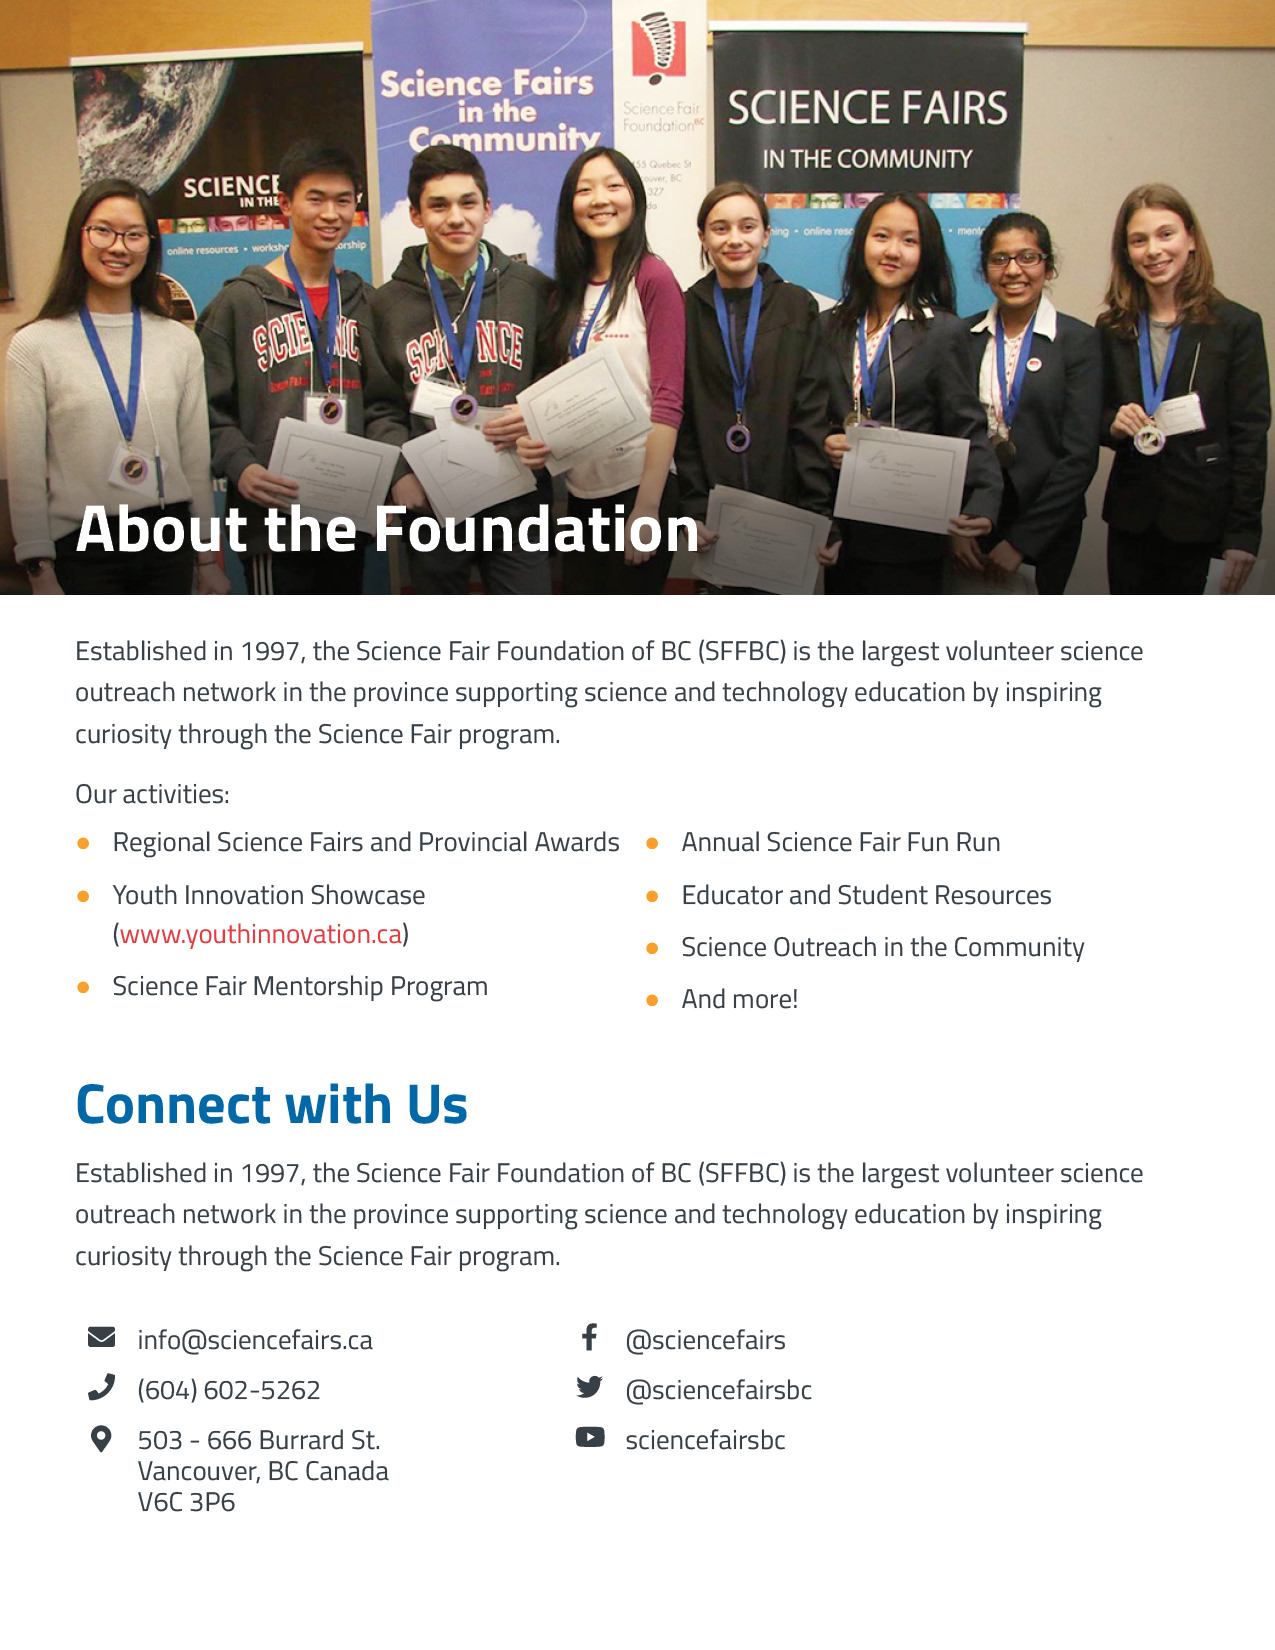 Science Fairs
in the
Community
Science Fair
Foundation BC
Quebec St
BC
3Z7
SCIENCE FAIRS
IN THE COMMUNITY
SCIENCE
IN THE
online resources •
online
SCIENCE
About the Foundation
Established in 1997, the Science Fair Foundation of BC (SFFBC) is the largest volunteer science
outreach network in the province supporting science and technology education by inspiring
curiosity through the Science Fair program.
Our activities:
• Regional Science Fairs and Provincial Awards
• Youth Innovation Showcase
(www.youthinnovation.ca)
• Science Fair Mentorship Program
• Annual Science Fair Fun Run
• Educator and Student Resources
• Science Outreach in the Community
• And more!
Connect with Us
Established in 1997, the Science Fair Foundation of BC (SFFBC) is the largest volunteer science
outreach network in the province supporting science and technology education by inspiring
curiosity through the Science Fair program.
info@sciencefairs.ca
(604) 602-5262
503 - 666 Burrard St.
Vancouver, BC Canada
V6C 3P6
@sciencefairs
@sciencefairsbc
sciencefairsbc